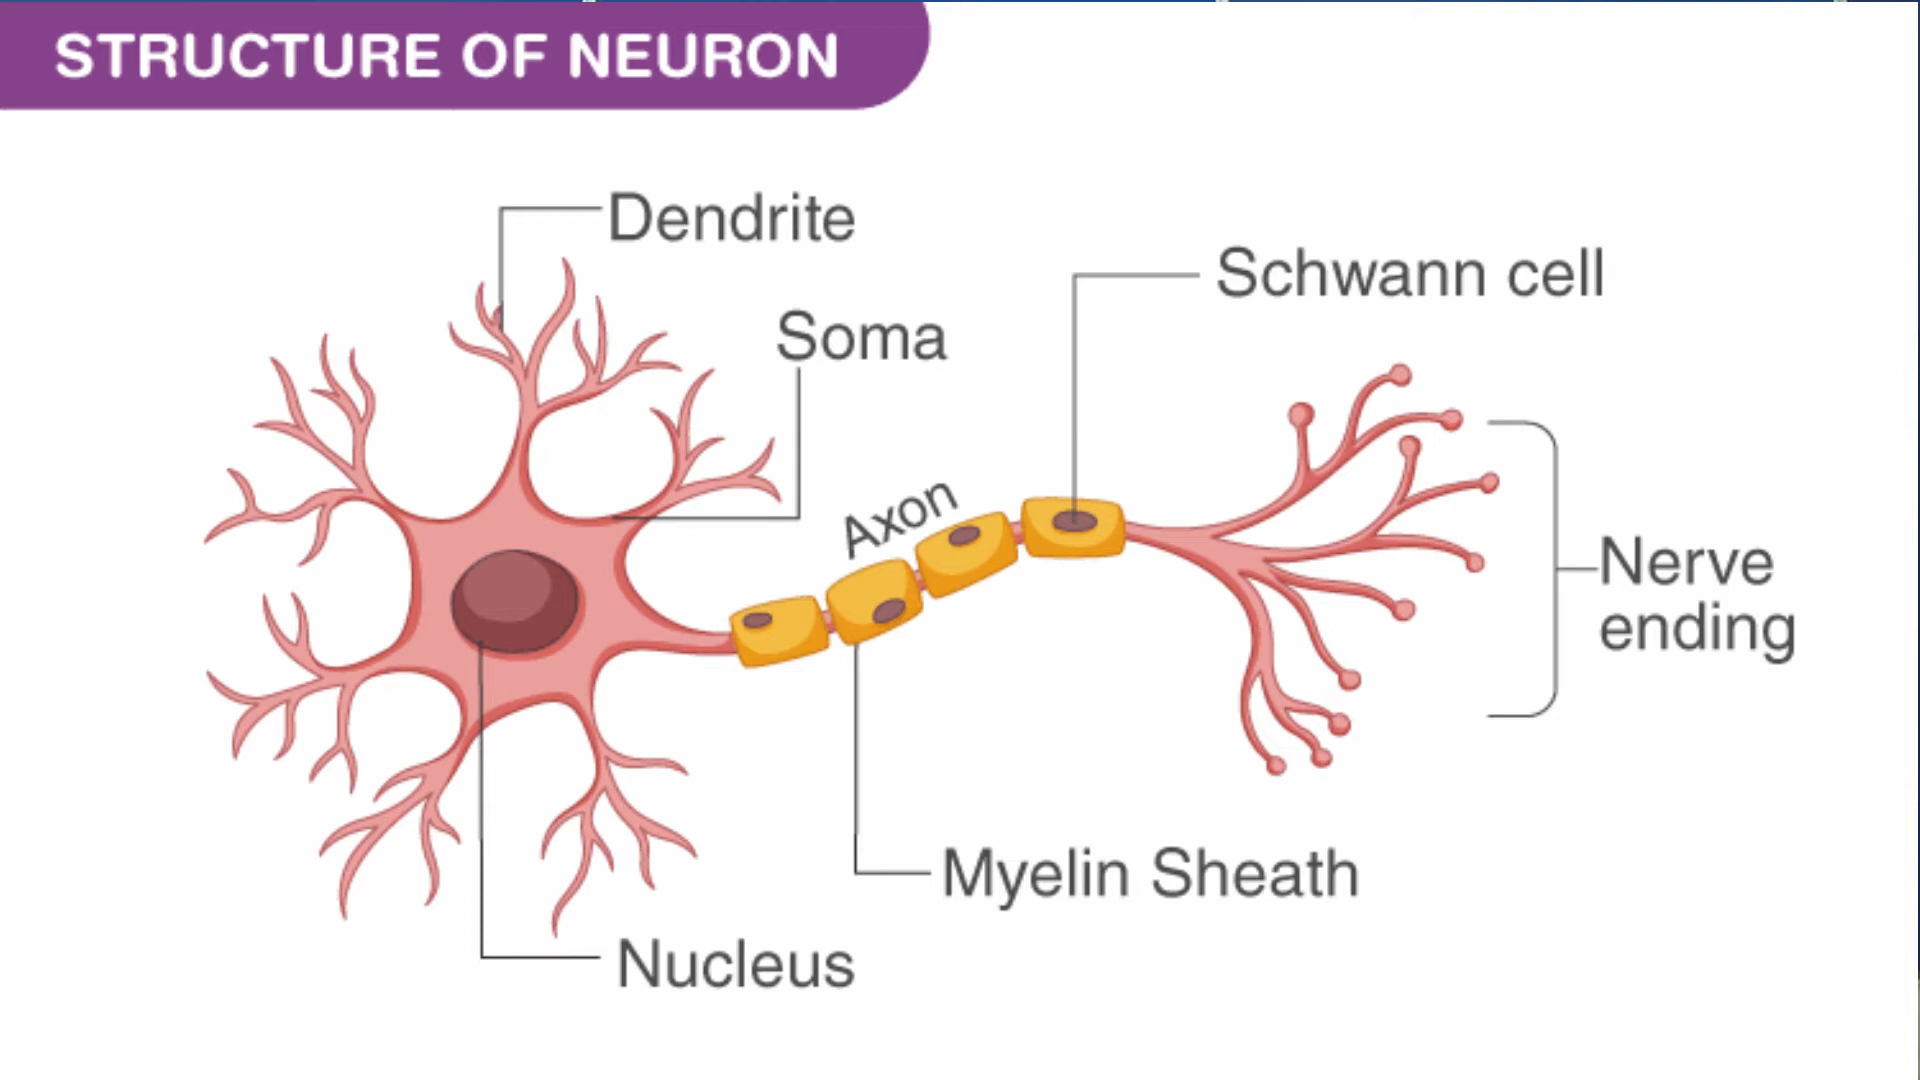 STRUCTURE OF NEURON
Dendrite
Soma
Schwann cell
Axon
Nerve
ending
Myelin Sheath
Nucleus